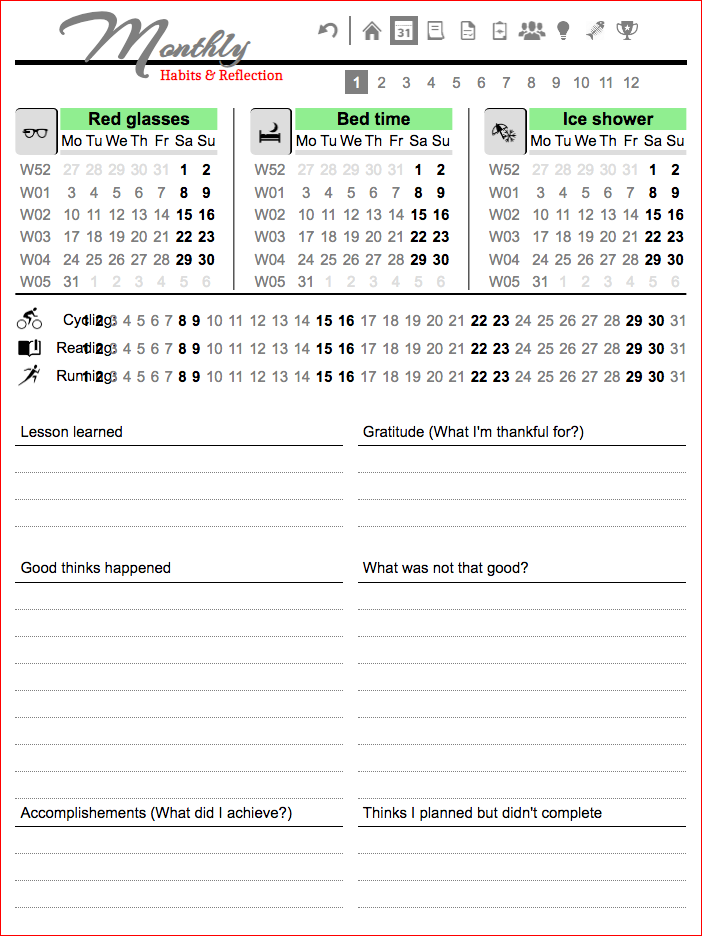 Monthly
31
Habits & Reflection
1 2 3 4 5 6 7 8 9 10 11 12
Red glasses
Mo Tu We Th Fr Sa Su
W52 27 28 29 30 31 1 2
W01 3 4 5 6 7 8 9
W02 10 11 12 13 14 15 16
W03 17 18 19 20 21 22 23
W04 24 25 26 27 28 29 30
W05 31 1 2 3 4 5 6
Bed time
Mo Tu We Th Fr Sa Su
W52 27 28 29 30 31 1 2
W01 3 4 5 6 7 8 9
W02 10 11 12 13 14 15 16
W03 17 18 19 20 21 22 23
W04 24 25 26 27 28 29 30
W05 31 1 2 3 4 5 6
Ice shower
Mo Tu We Th Fr Sa Su
W52 27 28 29 30 31 1 2
W01 3 4 5 6 7 8 9
W02 10 11 12 13 14 15 16
W03 17 18 19 20 21 22 23
W04 24 25 26 27 28 29 30
W05 31 1 2 3 4 5 6
Cycling: 1 2 3 4 5 6 7 8 9 10 11 12 13 14 15 16 17 18 19 20 21 22 23 24 25 26 27 28 29 30 31
Reading: 1 2 3 4 5 6 7 8 9 10 11 12 13 14 15 16 17 18 19 20 21 22 23 24 25 26 27 28 29 30 31
Running: 1 2 3 4 5 6 7 8 9 10 11 12 13 14 15 16 17 18 19 20 21 22 23 24 25 26 27 28 29 30 31
Lesson learned
Gratitude (What I'm thankful for?)
Good thinks happened
What was not that good?
Accomplishements (What did I achieve?)
Thinks I planned but didn't complete